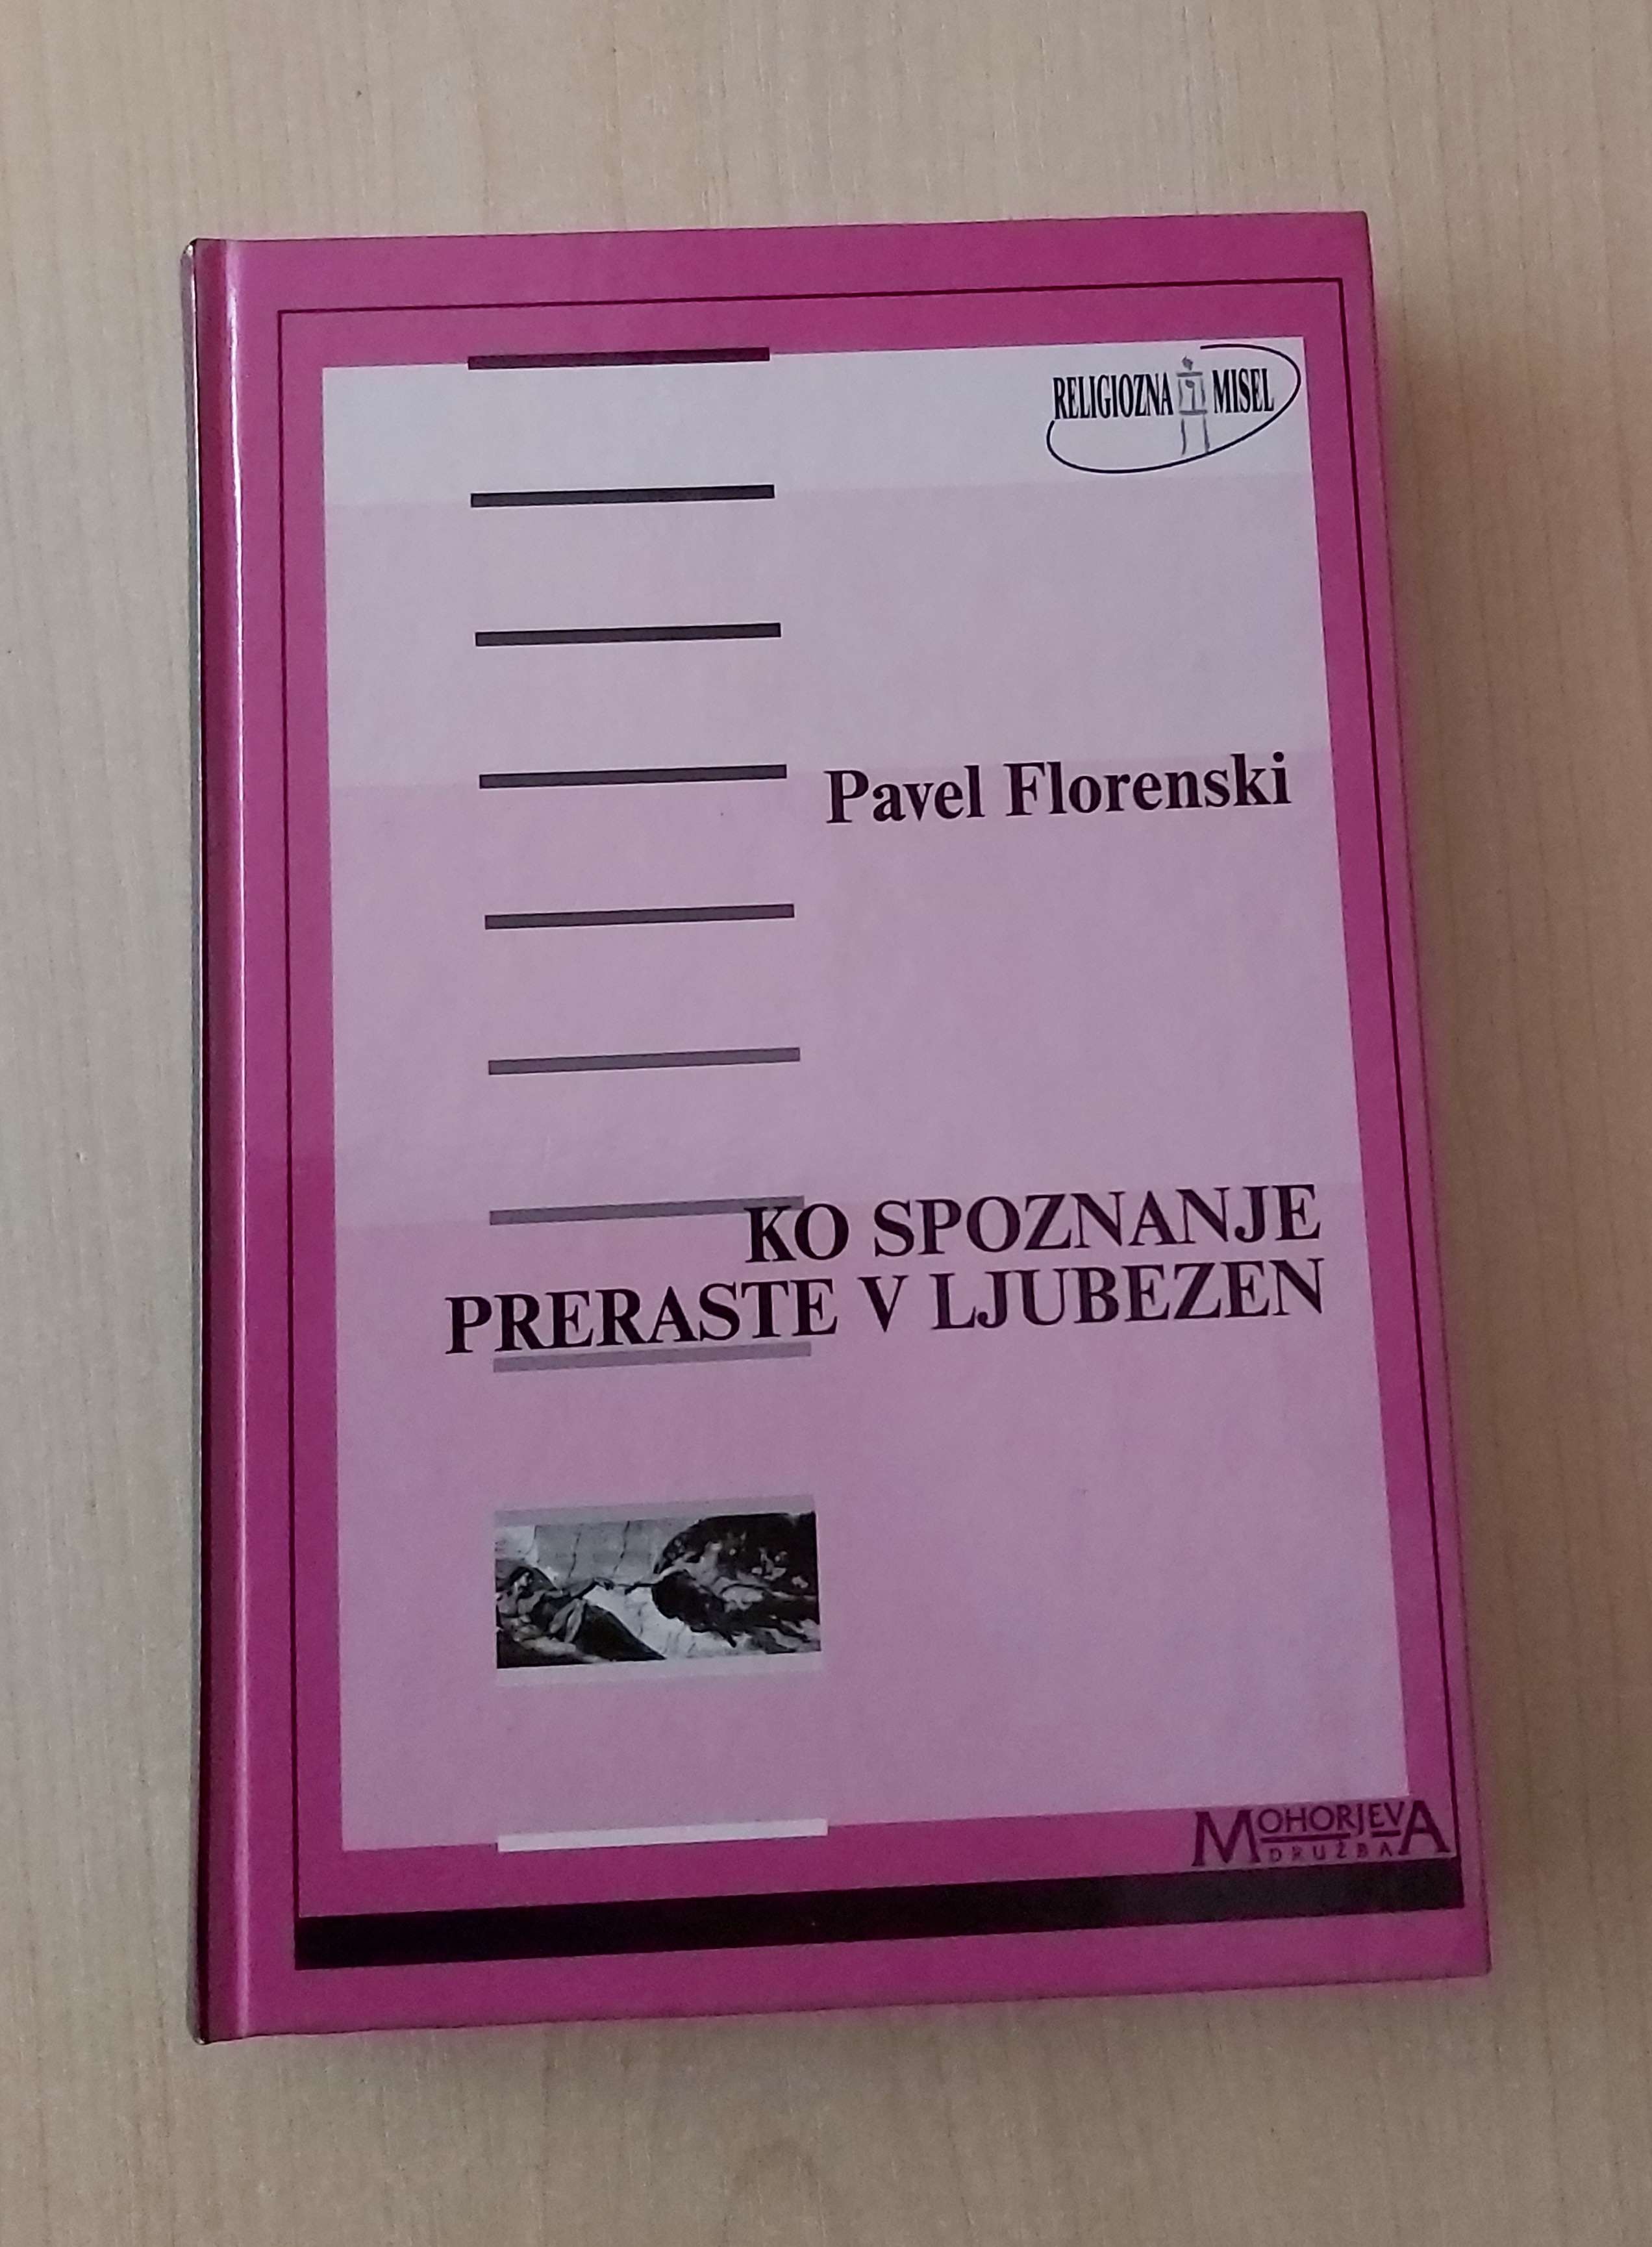 RELIGIOZNA MISEL
Pavel Florenski
KO SPOZNANJE
PRERASTE V LJUBEZEN
MOHORJEVA
DRUŽBA